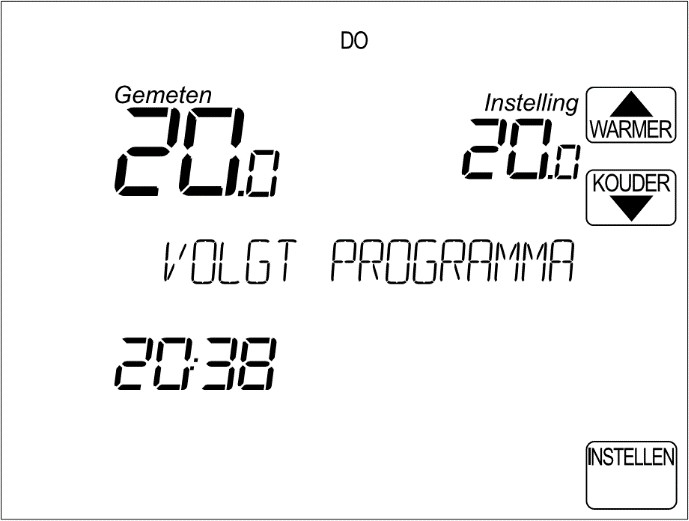 DO
Gemeten
20.0
Instelling
20.0
WARMER
KOUDER
VOLGT PROGRAMMA
20:38
INSTELLEN